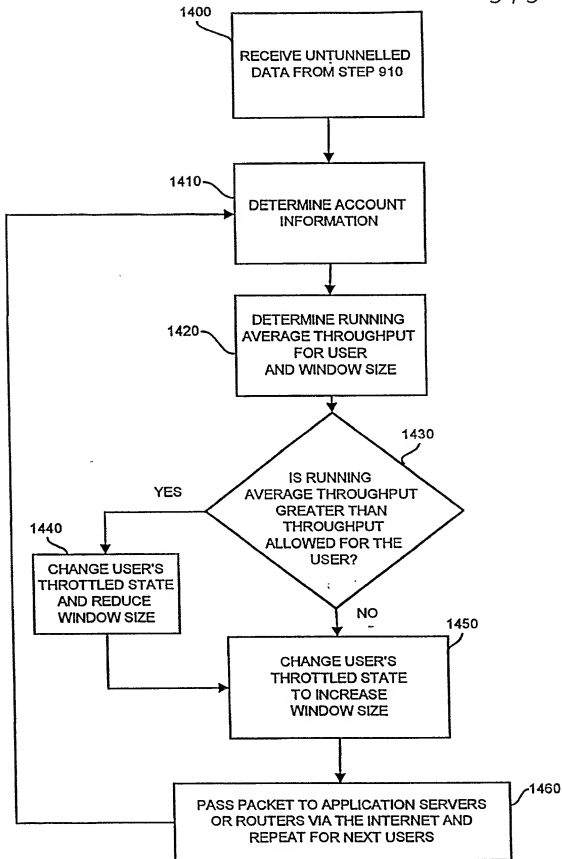 1400
RECEIVE UNTUNNELLED
DATA FROM STEP 910
1410
DETERMINE ACCOUNT
INFORMATION
1420
DETERMINE RUNNING
AVERAGE THROUGHPUT
FOR USER
AND WINDOW SIZE
1430
IS RUNNING
AVERAGE THROUGHPUT
GREATER THAN
THROUGHPUT
ALLOWED FOR THE
USER?
YES
1440
CHANGE USER'S
THROTTLED STATE
AND REDUCE
WINDOW SIZE
NO
1450
CHANGE USER'S
THROTTLED STATE
TO INCREASE
WINDOW SIZE
1460
PASS PACKET TO APPLICATION SERVERS
OR ROUTERS VIA THE INTERNET AND
REPEAT FOR NEXT USERS